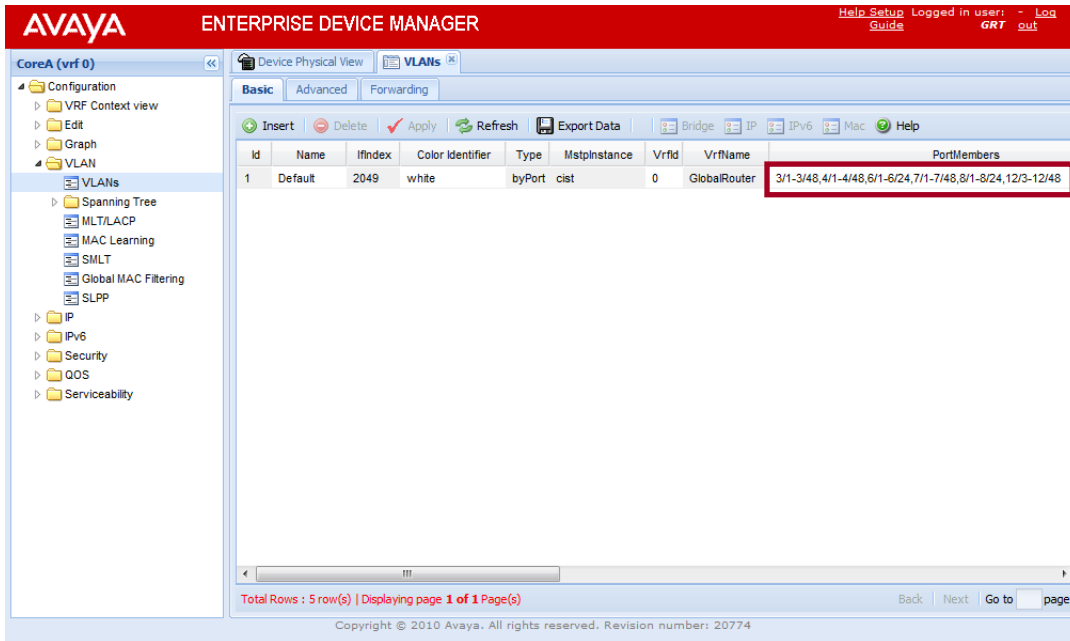 AVAYA ENTERPRISE DEVICE MANAGER
Help Setup Guide
Logged in user: GRT
- Log out
CoreA (vrf 0)
Configuration
VRF Context view
Edit
Graph
VLAN
VLANs
Spanning Tree
MLT/LACP
MAC Learning
SMLT
Global MAC Filtering
SLPP
IP
IPv6
Security
QOS
Serviceability
Device Physical View VLANs
Basic Advanced Forwarding
Insert Delete Apply Refresh Export Data Bridge IP IPv6 Mac Help
Id Name IfIndex Color Identifier Type MstpInstance VrfId VrfName PortMembers
1 Default 2049 white byPort cist 0 GlobalRouter 3/1-3/48,4/1-4/48,6/1-6/24,7/1-7/48,8/1-8/24,12/3-12/48
Total Rows : 5 row(s) | Displaying page 1 of 1 Page(s)
Back Next Go to page
Copyright © 2010 Avaya. All rights reserved. Revision number: 20774